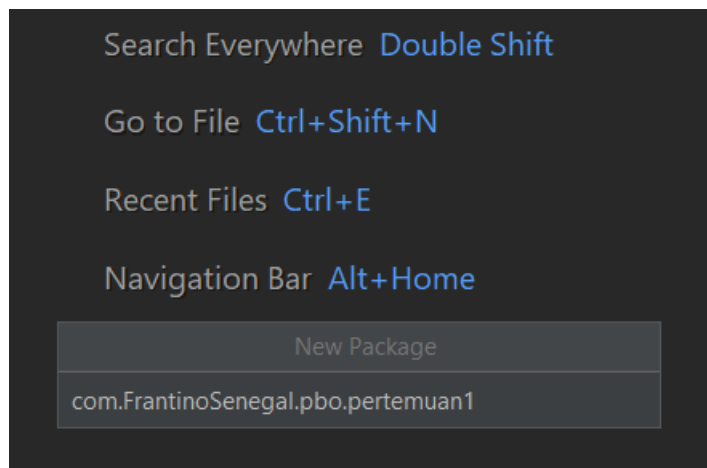 Search Everywhere Double Shift
Go to File Ctrl+Shift+N
Recent Files Ctrl+E
Navigation Bar Alt+Home
New Package
com.FrantinoSenegal.pbo.pertemuan1